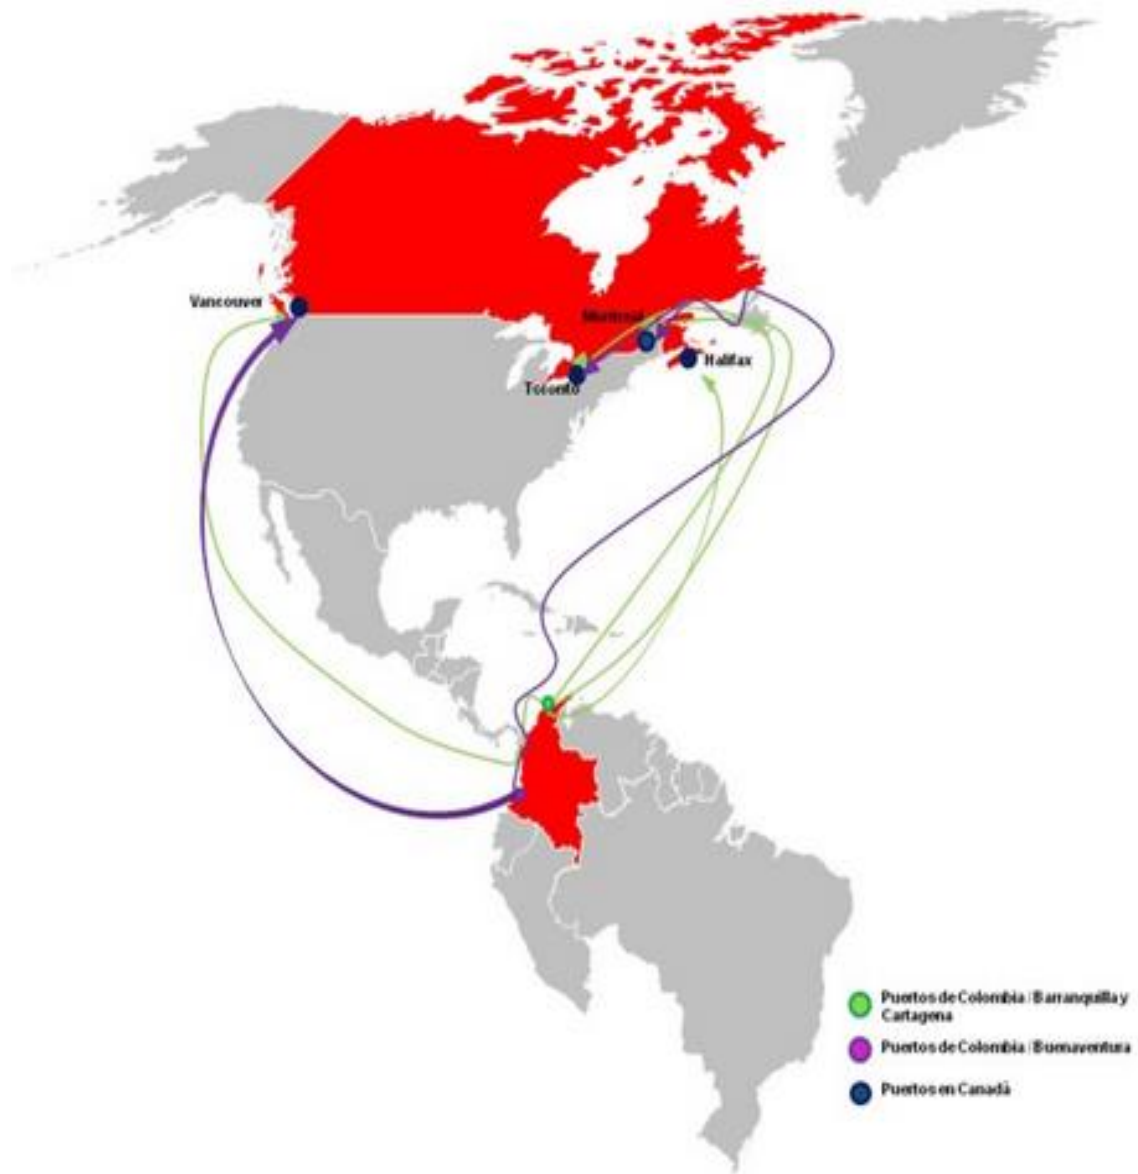 Vancouver
Montreal
Halifax
Toronto
Puertos de Colombia / Barranquilla y
Cartagena
Puertos de Colombia / Buenaventura
Puertos en Canadá